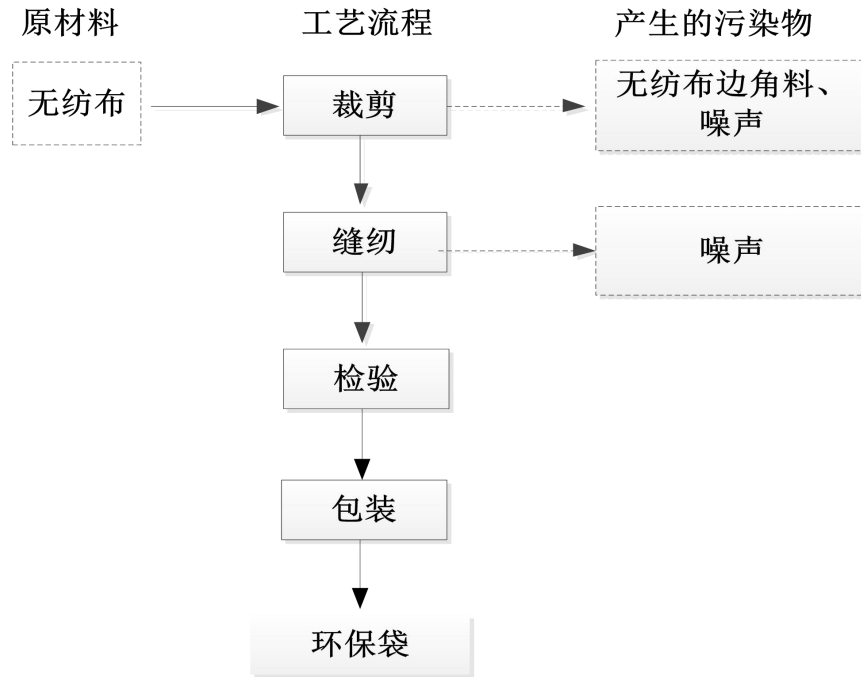 原材料
工艺流程
产生的污染物
无纺布
裁剪
无纺布边角料、
噪声
缝纫
噪声
检验
包装
环保袋